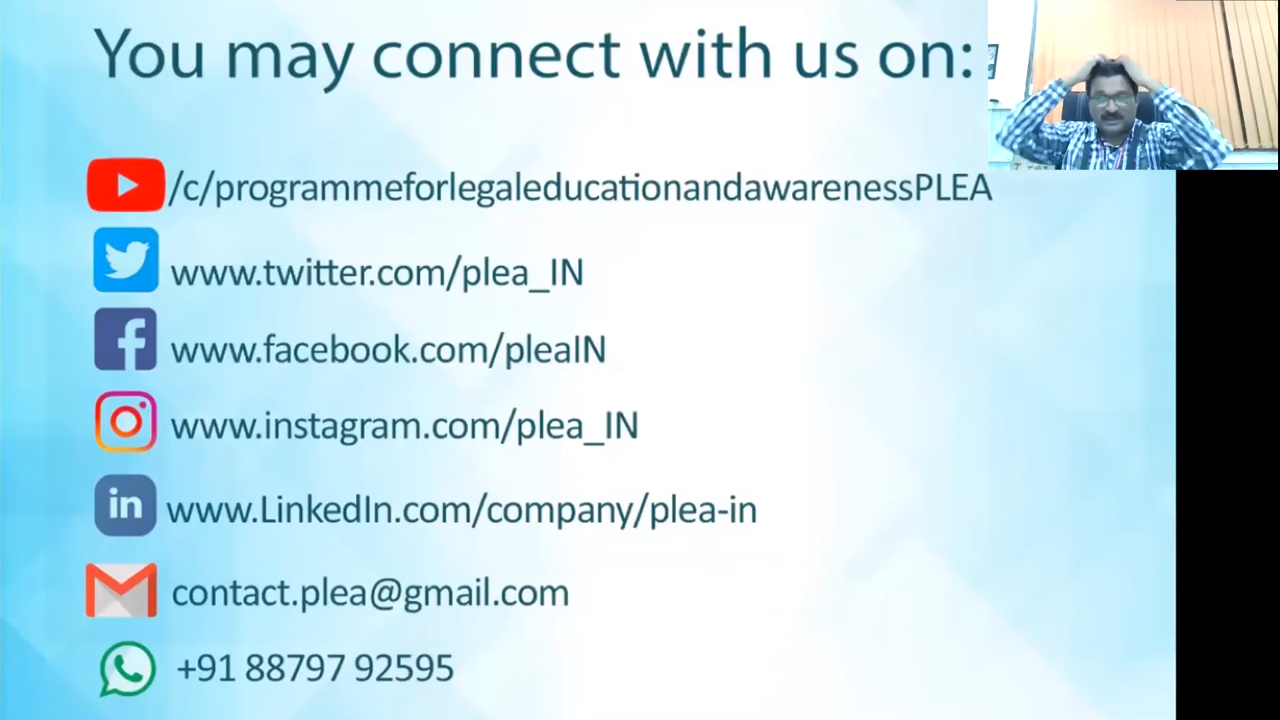 You may connect with us on:
/c/programmeforlegaleducationandawarenessPLEA
www.twitter.com/plea_IN
www.facebook.com/pleaIN
www.instagram.com/plea_IN
in www.LinkedIn.com/company/plea-in
contact.plea@gmail.com
+91 88797 92595